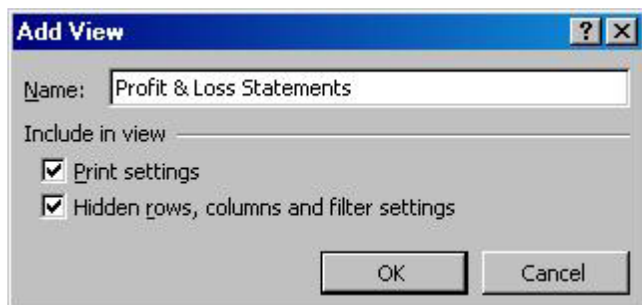 Add View
Name: Profit & Loss Statements
Include in view
Print settings
Hidden rows, columns and filter settings
OK Cancel